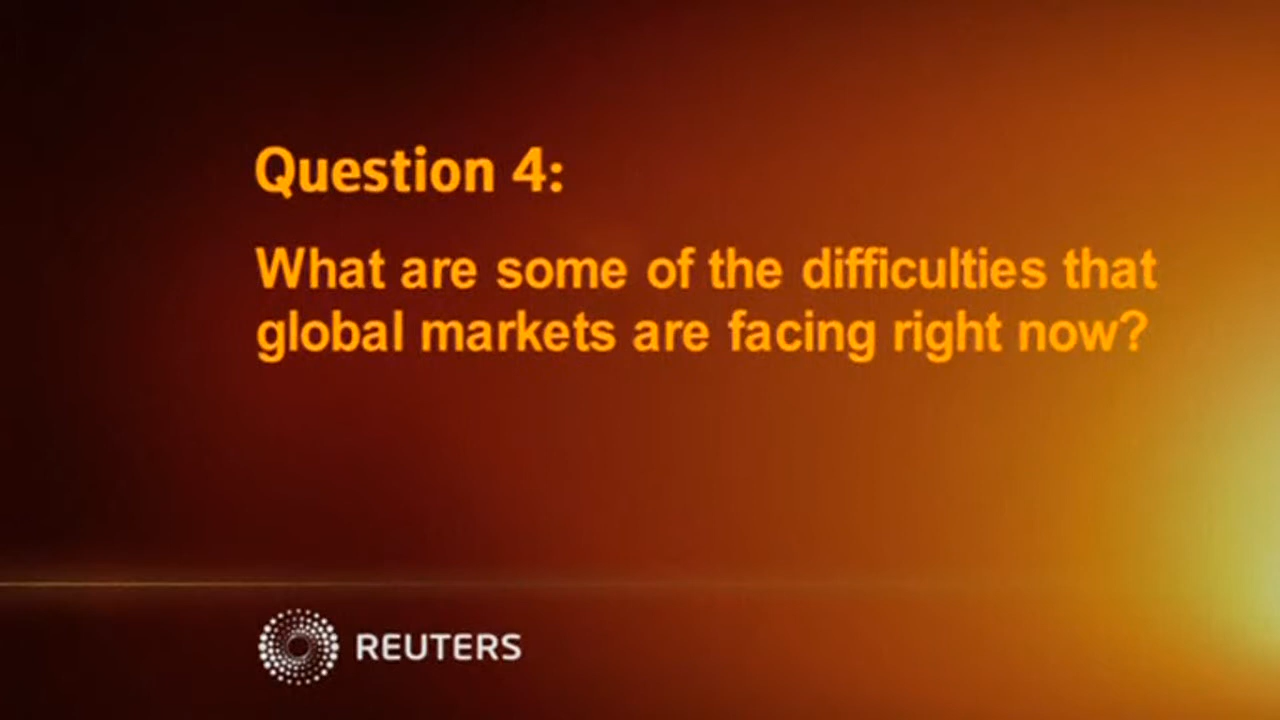 Question 4:
What are some of the difficulties that
global markets are facing right now?
REUTERS